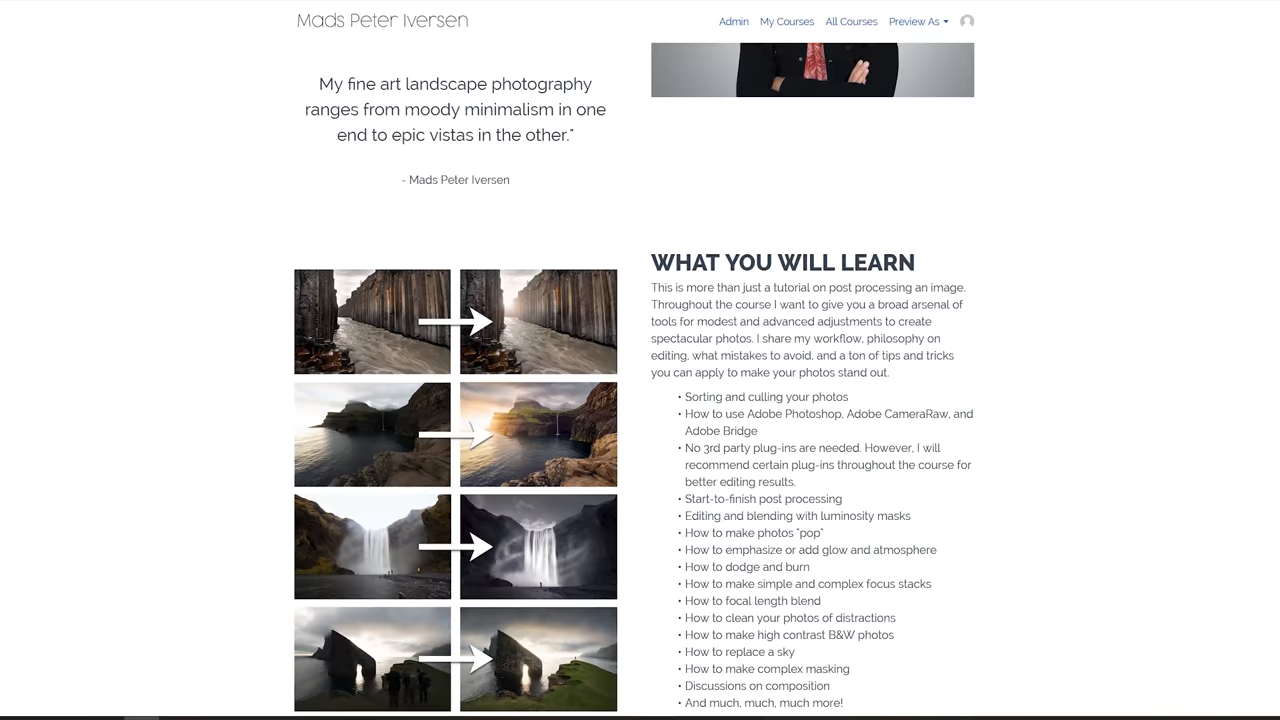 Mads Peter Iversen
Admin My Courses All Courses Preview As
My fine art landscape photography
ranges from moody minimalism in one
end to epic vistas in the other."
- Mads Peter Iversen
WHAT YOU WILL LEARN
This is more than just a tutorial on post processing an image.
Throughout the course I want to give you a broad arsenal of
tools for modest and advanced adjustments to create
spectacular photos. I share my workflow, philosophy on
editing, what mistakes to avoid, and a ton of tips and tricks
you can apply to make your photos stand out.
• Sorting and culling your photos
• How to use Adobe Photoshop, Adobe CameraRaw, and
Adobe Bridge
• No 3rd party plug-ins are needed. However, I will
recommend certain plug-ins throughout the course for
better editing results.
• Start-to-finish post processing
• Editing and blending with luminosity masks
• How to make photos "pop"
• How to emphasize or add glow and atmosphere
• How to dodge and burn
• How to make simple and complex focus stacks
• How to focal length blend
• How to clean your photos of distractions
• How to make high contrast B&W photos
• How to replace a sky
• How to make complex masking
• Discussions on composition
• And much, much, much more!